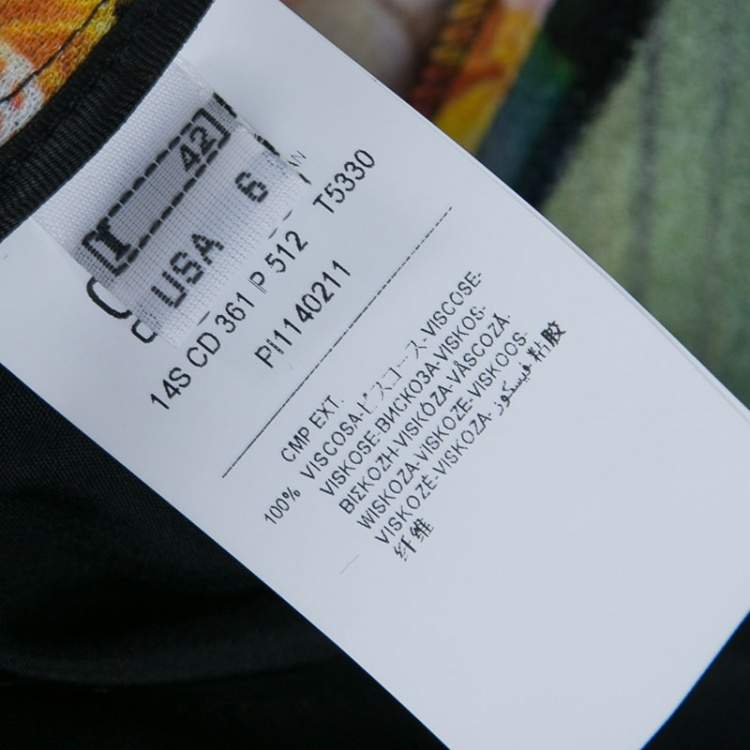 I 42
USA 6
14S CD 361 P 512 T5330
PI1140211
CMP EXT.
100% VISCOSA-ビスコース-VISCOSE-
VISKOSE-ВИСКОЗА-VISKOS-
ΒΙΣΚΟΖΗ-VISKÓZA-VÂSCOZĂ-
WISKOZA-VISKOZE-VISKOOS-
VISKOZĖ-VISKOZA-فيسكوز-粘胶
纤维